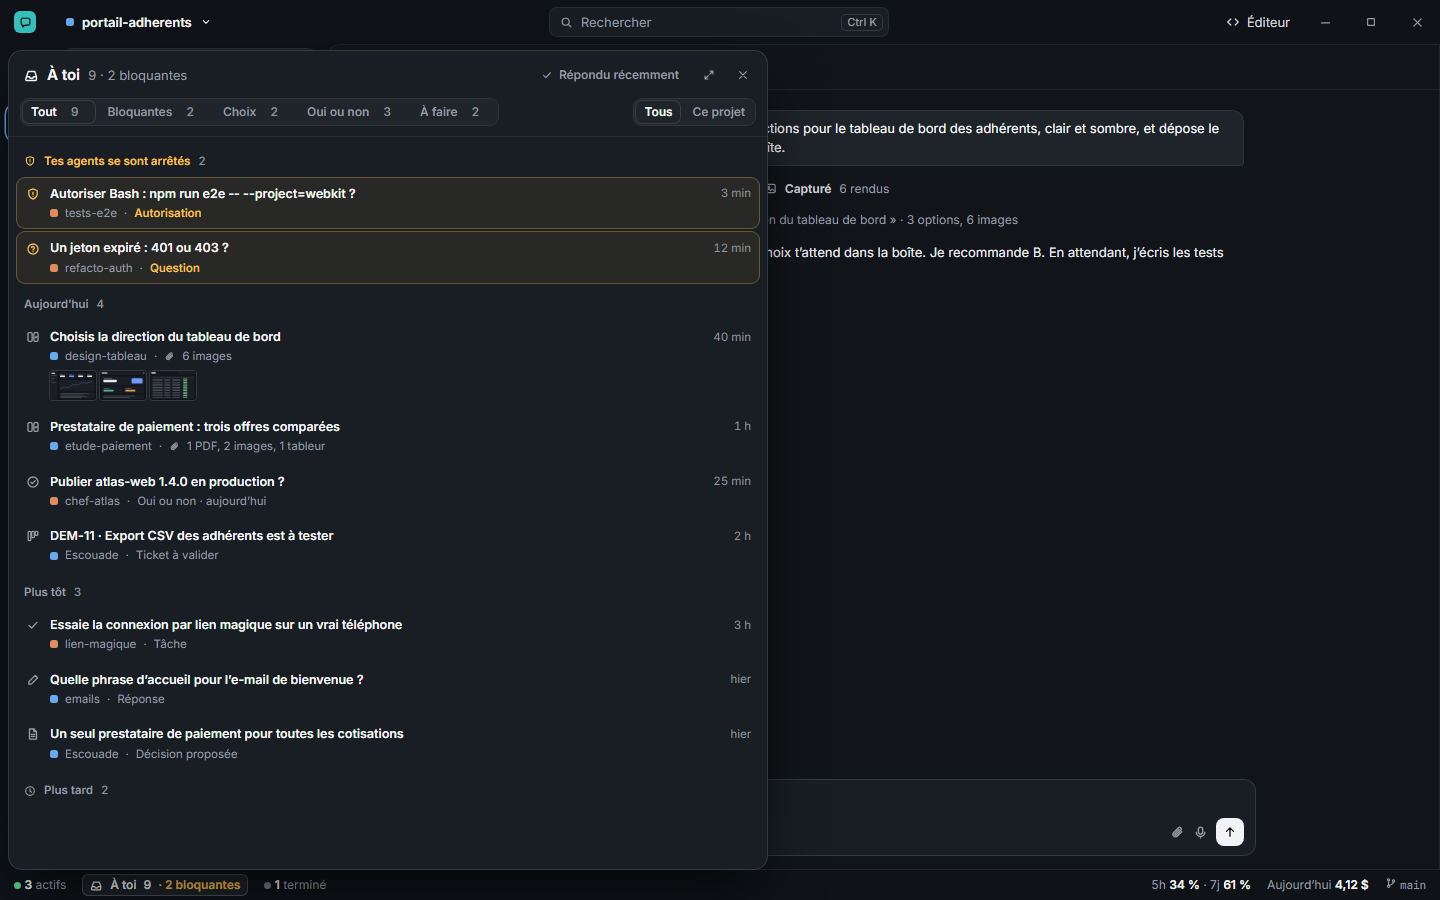 portail-adherents
Rechercher
Ctrl K
Éditeur
À toi 9 · 2 bloquantes
Répondu récemment
Tout 9
Bloquantes 2
Choix 2
Oui ou non 3
À faire 2
Tous
Ce projet
Tes agents se sont arrêtés 2
Autoriser Bash : npm run e2e -- --project=webkit ?
3 min
tests-e2e · Autorisation
Un jeton expiré : 401 ou 403 ?
12 min
refacto-auth · Question
Aujourd’hui 4
Choisis la direction du tableau de bord
40 min
design-tableau · 6 images
Prestataire de paiement : trois offres comparées
1 h
etude-paiement · 1 PDF, 2 images, 1 tableur
Publier atlas-web 1.4.0 en production ?
25 min
chef-atlas · Oui ou non · aujourd’hui
DEM-11 · Export CSV des adhérents est à tester
2 h
Escouade · Ticket à valider
Plus tôt 3
Essaie la connexion par lien magique sur un vrai téléphone
3 h
lien-magique · Tâche
Quelle phrase d’accueil pour l’e-mail de bienvenue ?
hier
emails · Réponse
Un seul prestataire de paiement pour toutes les cotisations
hier
Escouade · Décision proposée
Plus tard 2
ctions pour le tableau de bord des adhérents, clair et sombre, et dépose le
îte.
Capturé 6 rendus
n du tableau de bord » · 3 options, 6 images
hoix t’attend dans la boîte. Je recommande B. En attendant, j’écris les tests
3 actifs
À toi 9 · 2 bloquantes
1 terminé
5h 34 % · 7j 61 %
Aujourd’hui 4,12 $
main